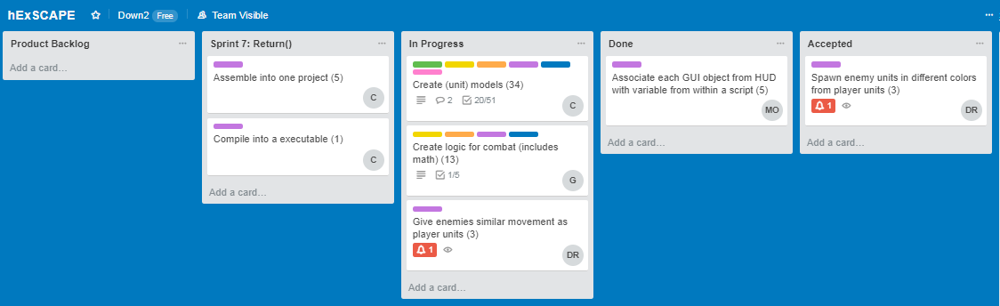 hExSCAPE
Down2 Free
Team Visible
Product Backlog
Add a card...
Sprint 7: Return()
Assemble into one project (5)
C
Compile into a executable (1)
C
Add a card...
In Progress
Create (unit) models (34)
2
20/51
C
Create logic for combat (includes
math) (13)
1/5
G
Give enemies similar movement as
player units (3)
1
DR
Add a card...
Done
Associate each GUI object from HUD
with variable from within a script (5)
MO
Add a card...
Accepted
Spawn enemy units in different colors
from player units (3)
1
DR
Add a card...